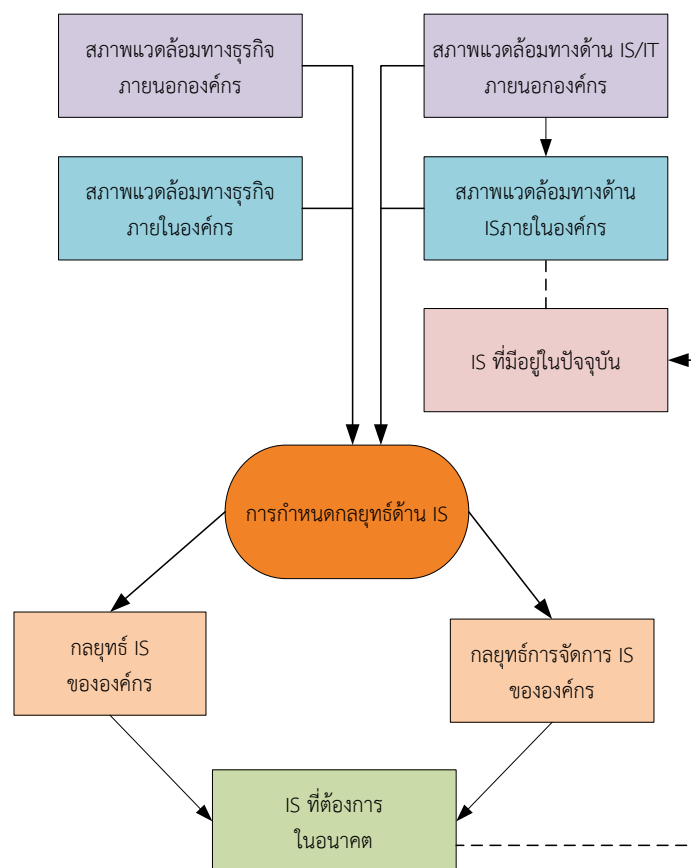 สภาพแวดล้อมทางธุรกิจ
ภายนอกองค์กร
สภาพแวดล้อมทางด้าน IS/IT
ภายนอกองค์กร
สภาพแวดล้อมทางธุรกิจ
ภายในองค์กร
สภาพแวดล้อมทางด้าน
ISภายในองค์กร
IS ที่มีอยู่ในปัจจุบัน
การกำหนดกลยุทธ์ด้าน IS
กลยุทธ์ IS
ขององค์กร
กลยุทธ์การจัดการ IS
ขององค์กร
IS ที่ต้องการ
ในอนาคต